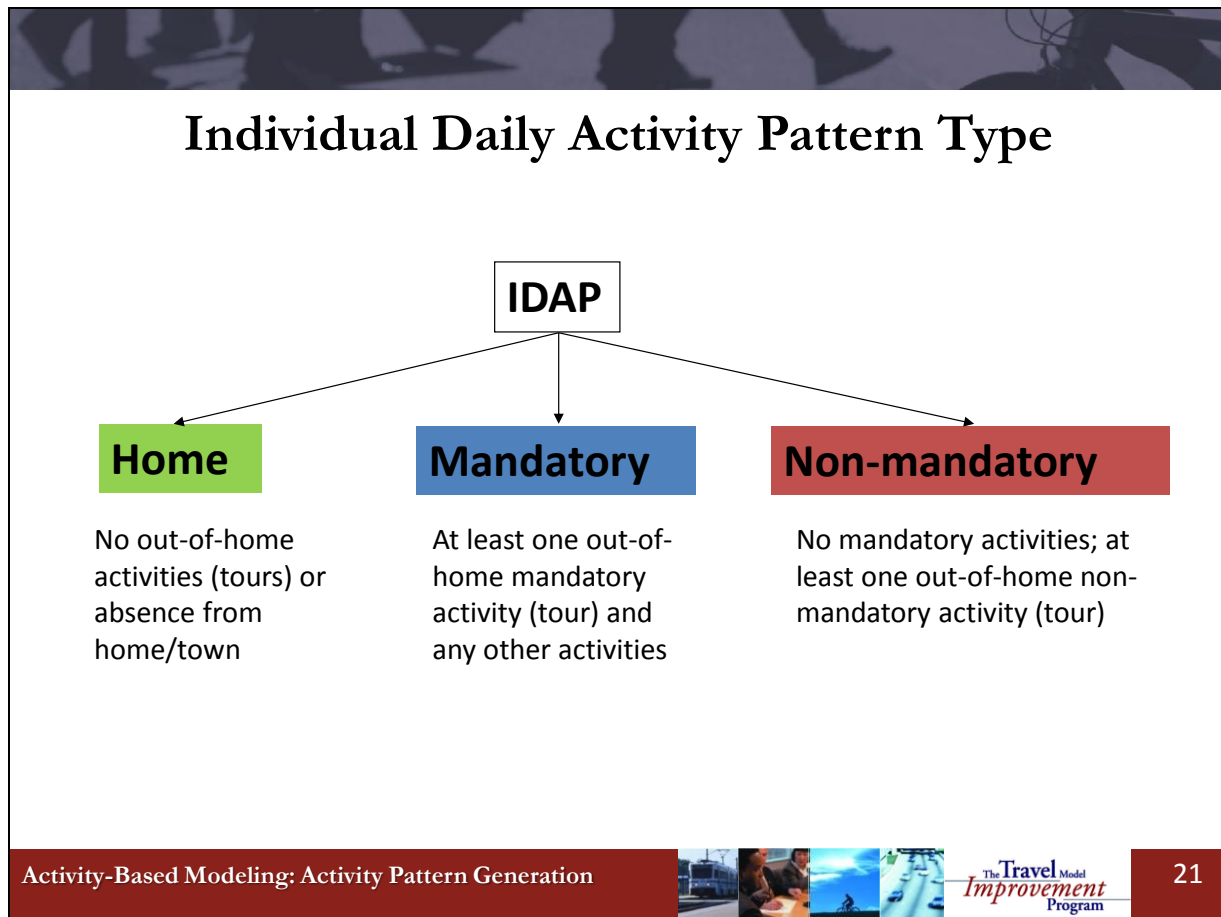 Individual Daily Activity Pattern Type
IDAP
Home
No out-of-home
activities (tours) or
absence from
home/town
Mandatory
At least one out-of-
home mandatory
activity (tour) and
any other activities
Non-mandatory
No mandatory activities; at
least one out-of-home non-
mandatory activity (tour)
Activity-Based Modeling: Activity Pattern Generation
The Travel Model
Improvement
Program
21